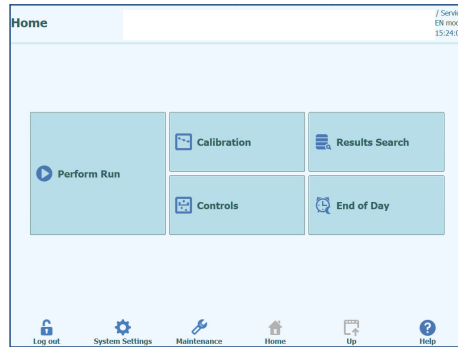 Home
/ Servi
EN mod
15:24:0
Perform Run
Calibration
Results Search
Controls
End of Day
Log out
System Settings
Maintenance
Home
Up
Help